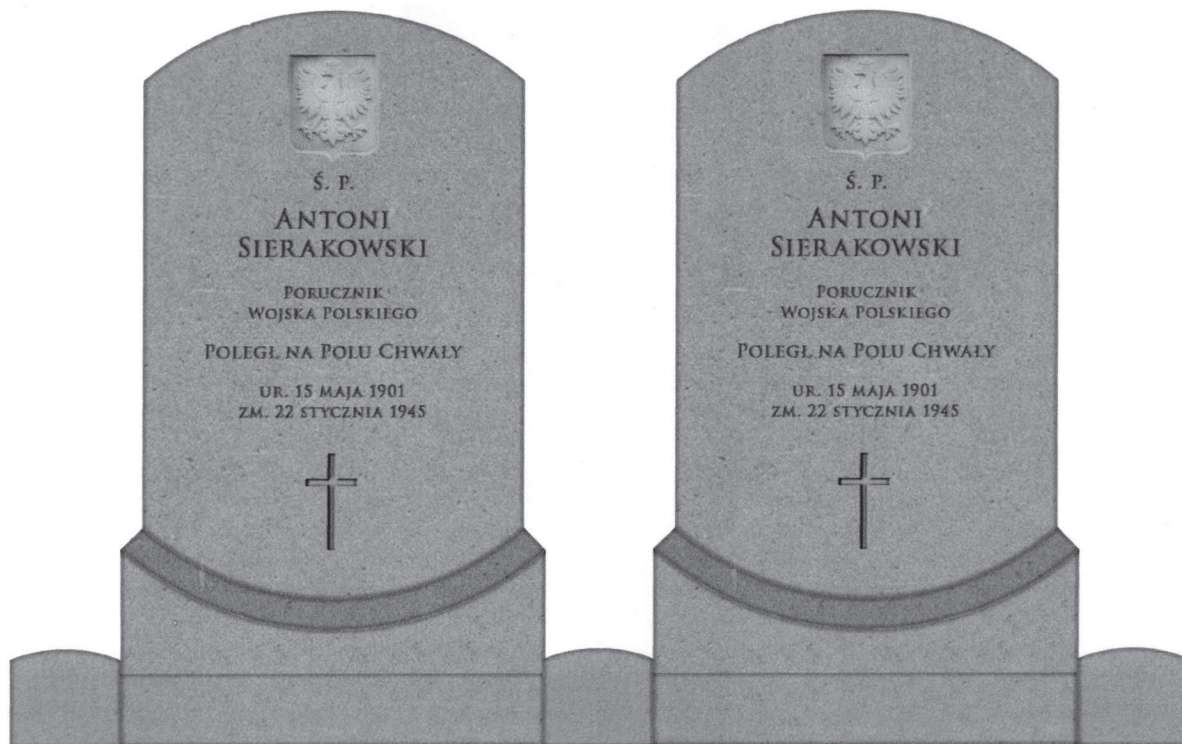 Ś. P.
ANTONI
SIERAKOWSKI
PORUCZNIK
WOJSKA POLSKIEGO
POLEGŁ NA POLU CHWAŁY
UR. 15 MAJA 1901
ZM. 22 STYCZNIA 1945
Ś. P.
ANTONI
SIERAKOWSKI
PORUCZNIK
WOJSKA POLSKIEGO
POLEGŁ NA POLU CHWAŁY
UR. 15 MAJA 1901
ZM. 22 STYCZNIA 1945